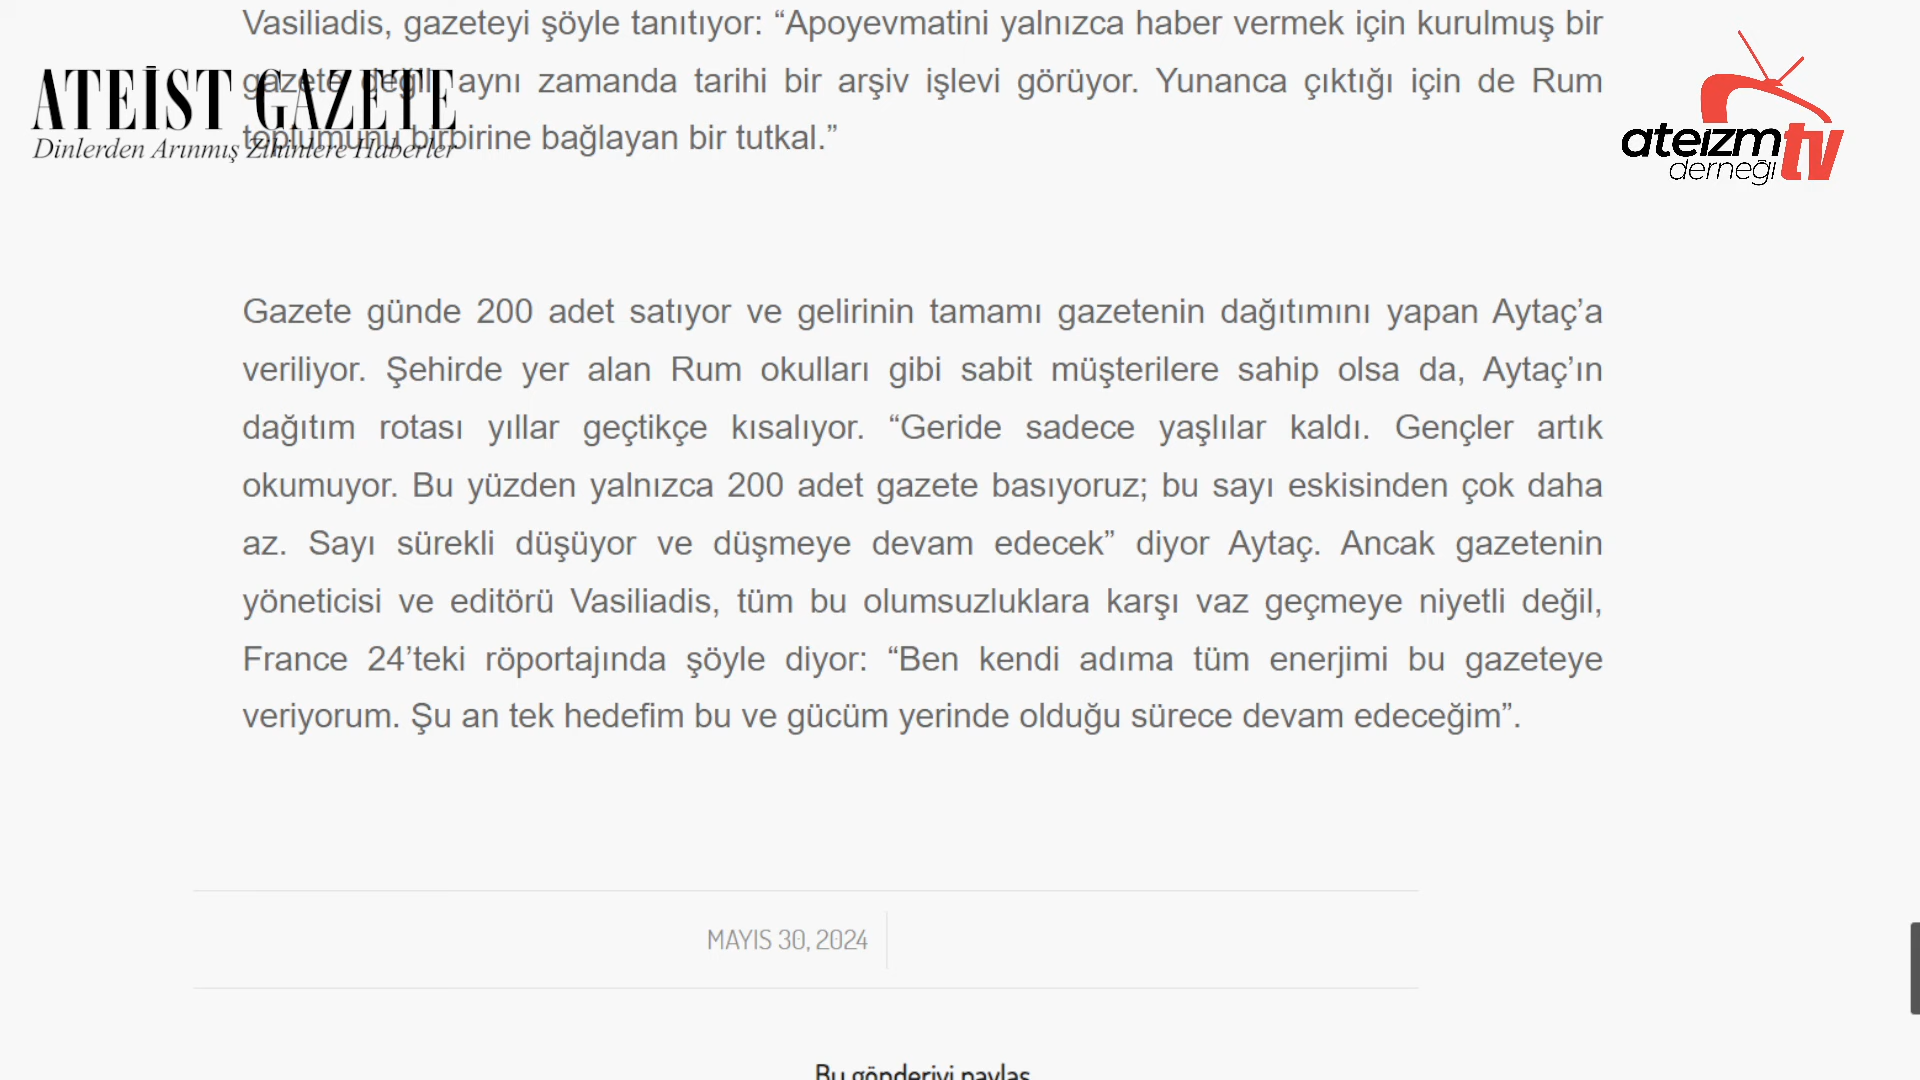 Vasiliadis, gazeteyi şöyle tanıtıyor: “Apoyevmatini yalnızca haber vermek için kurulmuş bir
gazete değil, aynı zamanda tarihi bir arşiv işlevi görüyor. Yunanca çıktığı için de Rum
toplumunu birbirine bağlayan bir tutkal.”
ATEİST GAZETE
Dinlerden Arınmış Zihinlere Haberler
ateizm tv
derneği
Gazete günde 200 adet satıyor ve gelirinin tamamı gazetenin dağıtımını yapan Aytaç’a
veriliyor. Şehirde yer alan Rum okulları gibi sabit müşterilere sahip olsa da, Aytaç’ın
dağıtım rotası yıllar geçtikçe kısalıyor. “Geride sadece yaşlılar kaldı. Gençler artık
okumuyor. Bu yüzden yalnızca 200 adet gazete basıyoruz; bu sayı eskisinden çok daha
az. Sayı sürekli düşüyor ve düşmeye devam edecek” diyor Aytaç. Ancak gazetenin
yöneticisi ve editörü Vasiliadis, tüm bu olumsuzluklara karşı vaz geçmeye niyetli değil,
France 24’teki röportajında şöyle diyor: “Ben kendi adıma tüm enerjimi bu gazeteye
veriyorum. Şu an tek hedefim bu ve gücüm yerinde olduğu sürece devam edeceğim”.
MAYIS 30, 2024
Bu gönderiyi paylaş